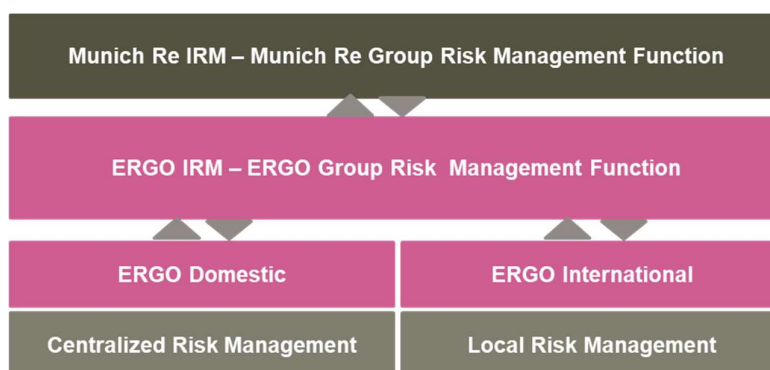 Munich Re IRM – Munich Re Group Risk Management Function
ERGO IRM – ERGO Group Risk Management Function
ERGO Domestic
ERGO International
Centralized Risk Management
Local Risk Management